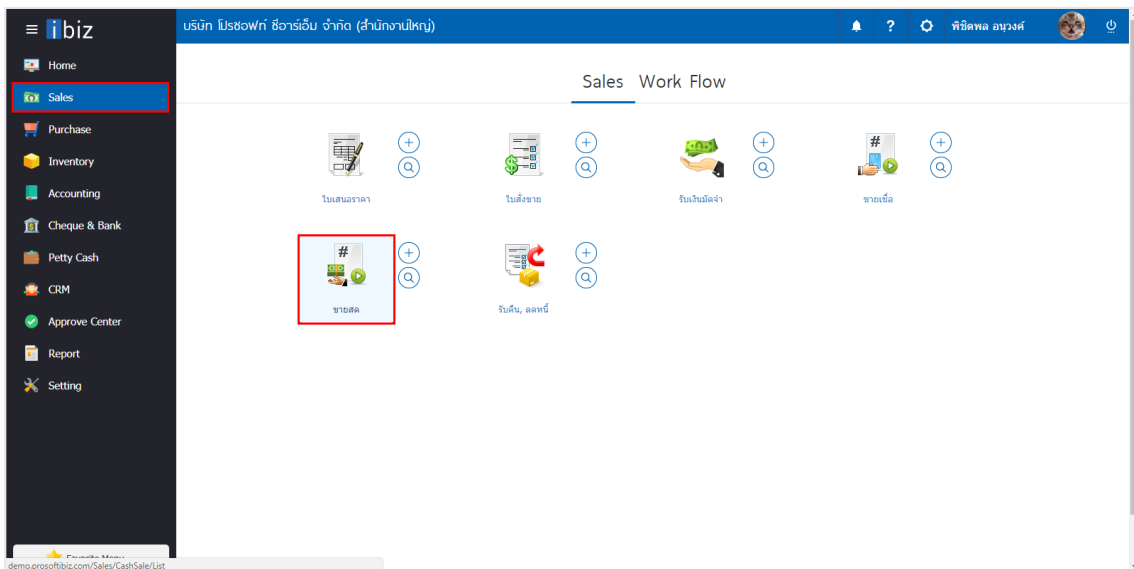 ≡ ibiz
บริษัท โปรซอฟท์ ซีอาร์เอ็ม จำกัด (สำนักงานใหญ่)
? พิชิตพล อนุวงค์
Home
Sales
Purchase
Inventory
Accounting
Cheque & Bank
Petty Cash
CRM
Approve Center
Report
Setting
Favorite Menu
demo.prosoftibiz.com/Sales/CashSale/List
Sales Work Flow
ใบเสนอราคา
ใบสั่งขาย
รับเงินมัดจำ
#
ขายเชื่อ
#
ขายสด
รับคืน, ลดหนี้